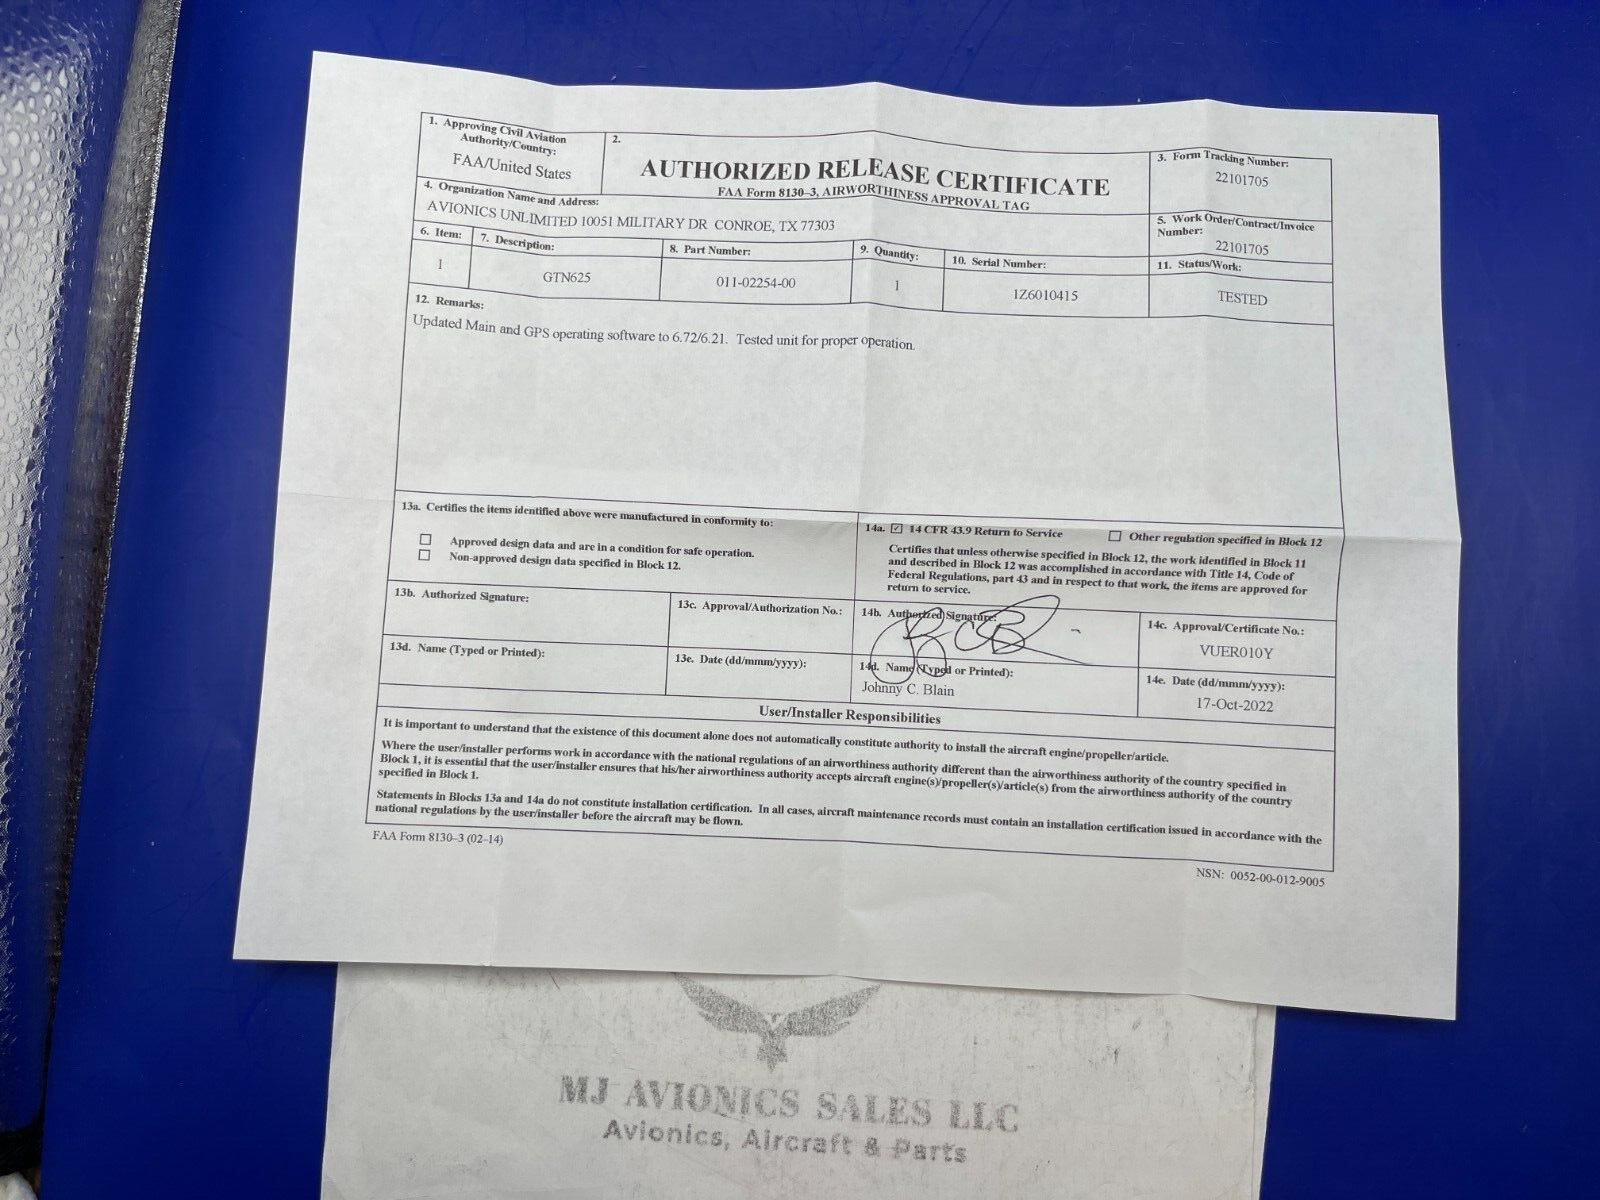 1. Approving Civil Aviation
Authority/Country:
FAA/United States
2.
AUTHORIZED RELEASE CERTIFICATE
FAA Form 8130–3, AIRWORTHINESS APPROVAL TAG
3. Form Tracking Number:
22101705
4. Organization Name and Address:
AVIONICS UNLIMITED 10051 MILITARY DR CONROE, TX 77303
5. Work Order/Contract/Invoice
Number:
22101705
6. Item:
1
7. Description:
GTN625
8. Part Number:
011-02254-00
9. Quantity:
1
10. Serial Number:
1Z6010415
11. Status/Work:
TESTED
12. Remarks:
Updated Main and GPS operating software to 6.72/6.21. Tested unit for proper operation.
13a. Certifies the items identified above were manufactured in conformity to:
Approved design data and are in a condition for safe operation.
Non-approved design data specified in Block 12.
14a. ☑ 14 CFR 43.9 Return to Service ☐ Other regulation specified in Block 12
Certifies that unless otherwise specified in Block 12, the work identified in Block 11
and described in Block 12 was accomplished in accordance with Title 14, Code of
Federal Regulations, part 43 and in respect to that work, the items are approved for
return to service.
13b. Authorized Signature:
13c. Approval/Authorization No.:
14b. Authorized Signature:
14c. Approval/Certificate No.:
VUER010Y
13d. Name (Typed or Printed):
13e. Date (dd/mmm/yyyy):
14d. Name (Typed or Printed):
Johnny C. Blain
14e. Date (dd/mmm/yyyy):
17-Oct-2022
User/Installer Responsibilities
It is important to understand that the existence of this document alone does not automatically constitute authority to install the aircraft engine/propeller/article.
Where the user/installer performs work in accordance with the national regulations of an airworthiness authority different than the airworthiness authority of the country specified in
Block 1, it is essential that the user/installer ensures that his/her airworthiness authority accepts aircraft engine(s)/propeller(s)/article(s) from the airworthiness authority of the country
specified in Block 1.
Statements in Blocks 13a and 14a do not constitute installation certification. In all cases, aircraft maintenance records must contain an installation certification issued in accordance with the
national regulations by the user/installer before the aircraft may be flown.
FAA Form 8130–3 (02-14)
NSN: 0052-00-012-9005
MJ AVIONICS SALES LLC
Avionics, Aircraft & Parts